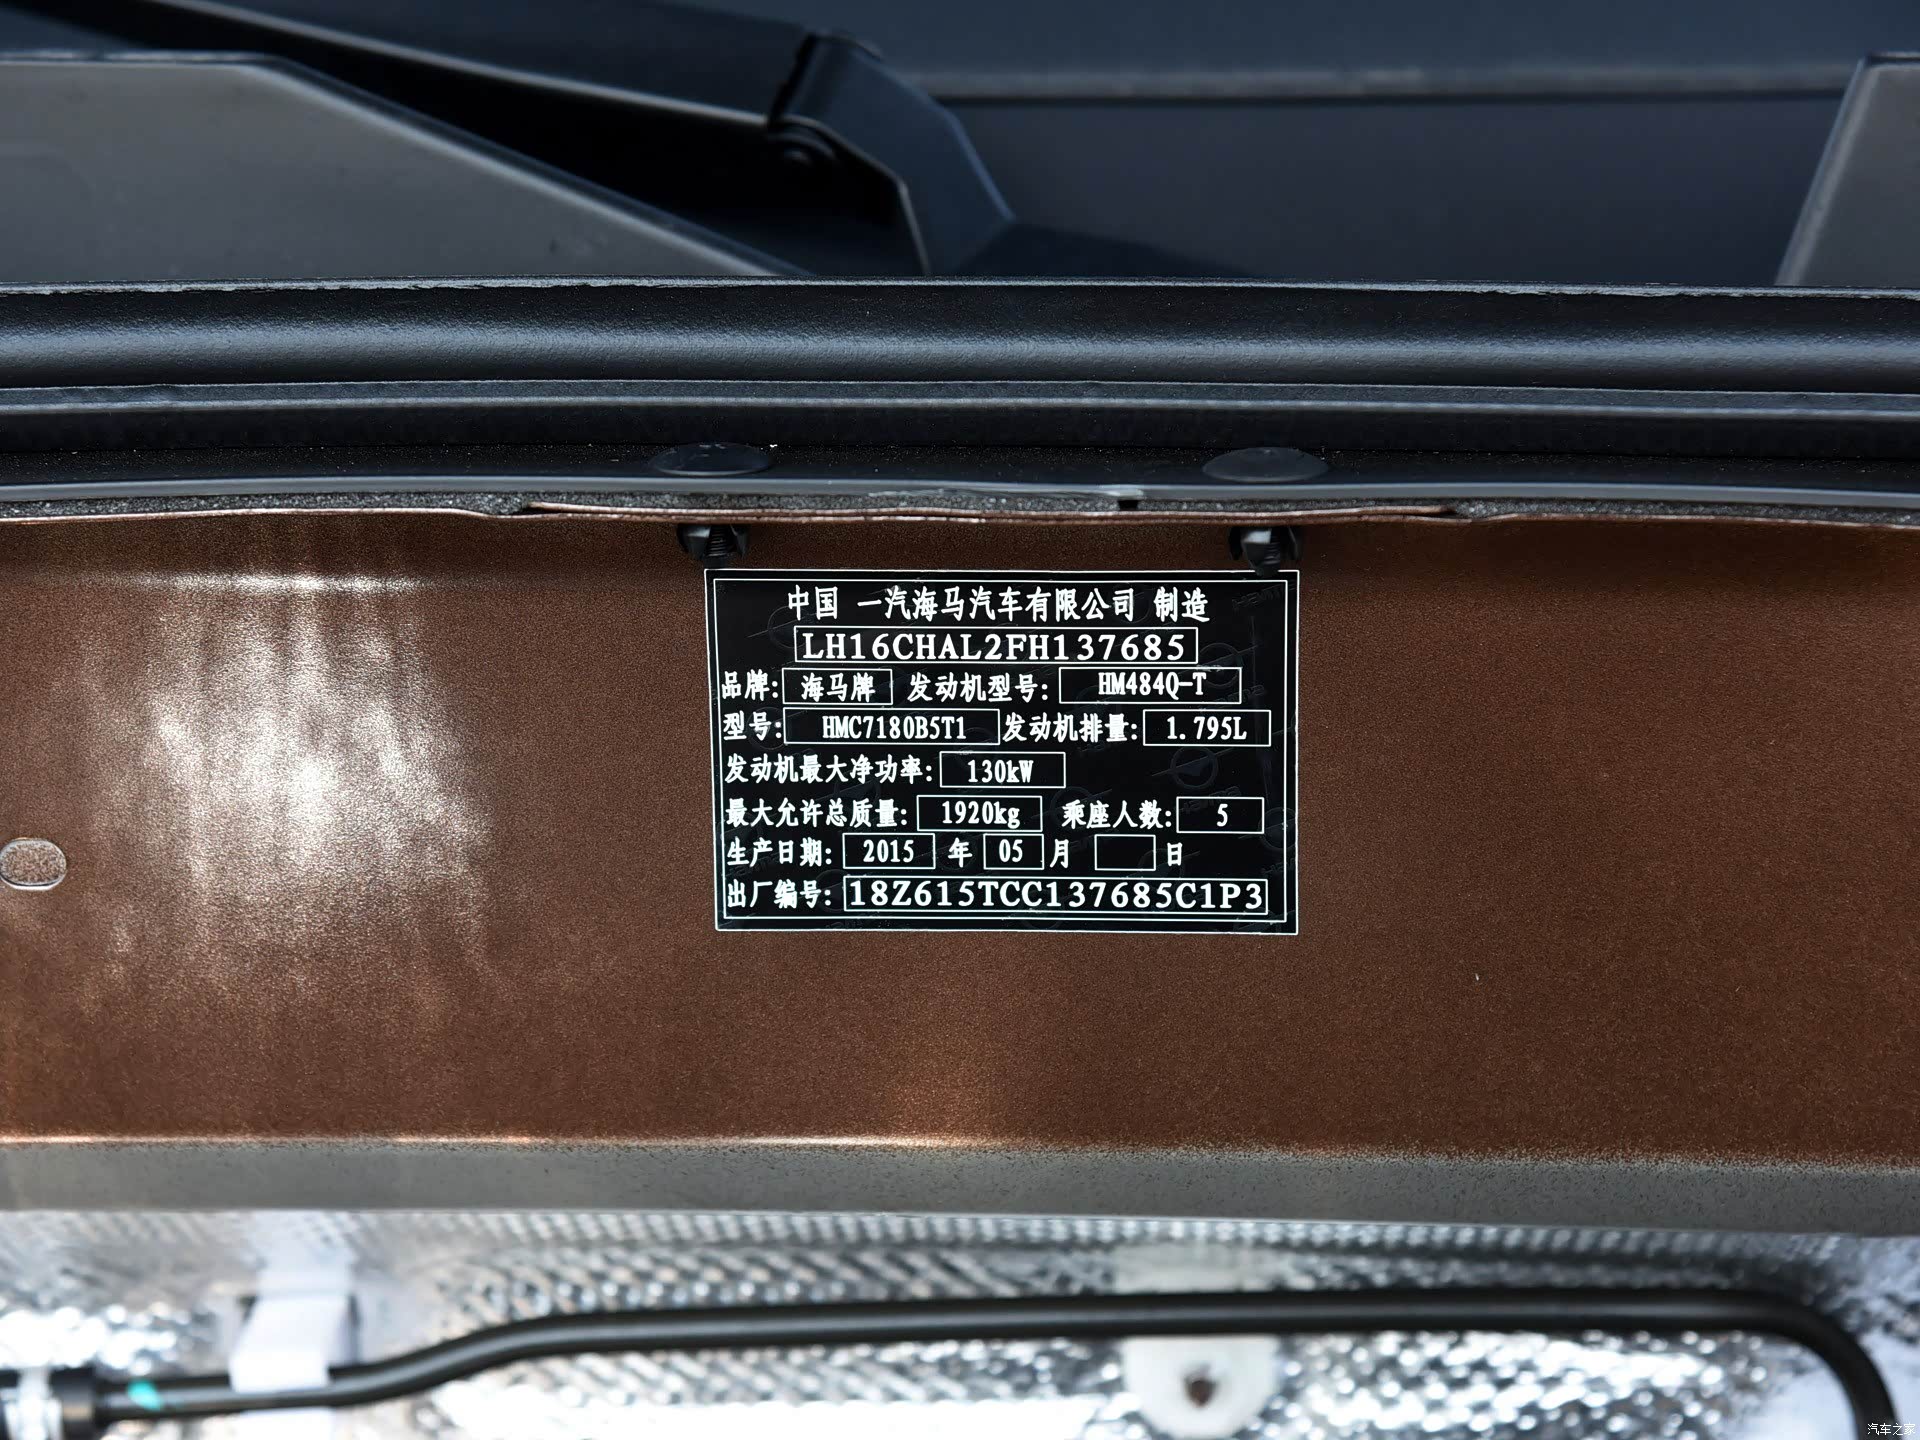 中国 一汽海马汽车有限公司 制造
LH16CHAL2FH137685
品牌: 海马牌 发动机型号: HM484Q-T
型号: HMC7180B5T1 发动机排量: 1.795L
发动机最大净功率: 130kW
最大允许总质量: 1920kg 乘座人数: 5
生产日期: 2015 年 05 月 日
出厂编号: 18Z615TCC137685C1P3
汽车之家